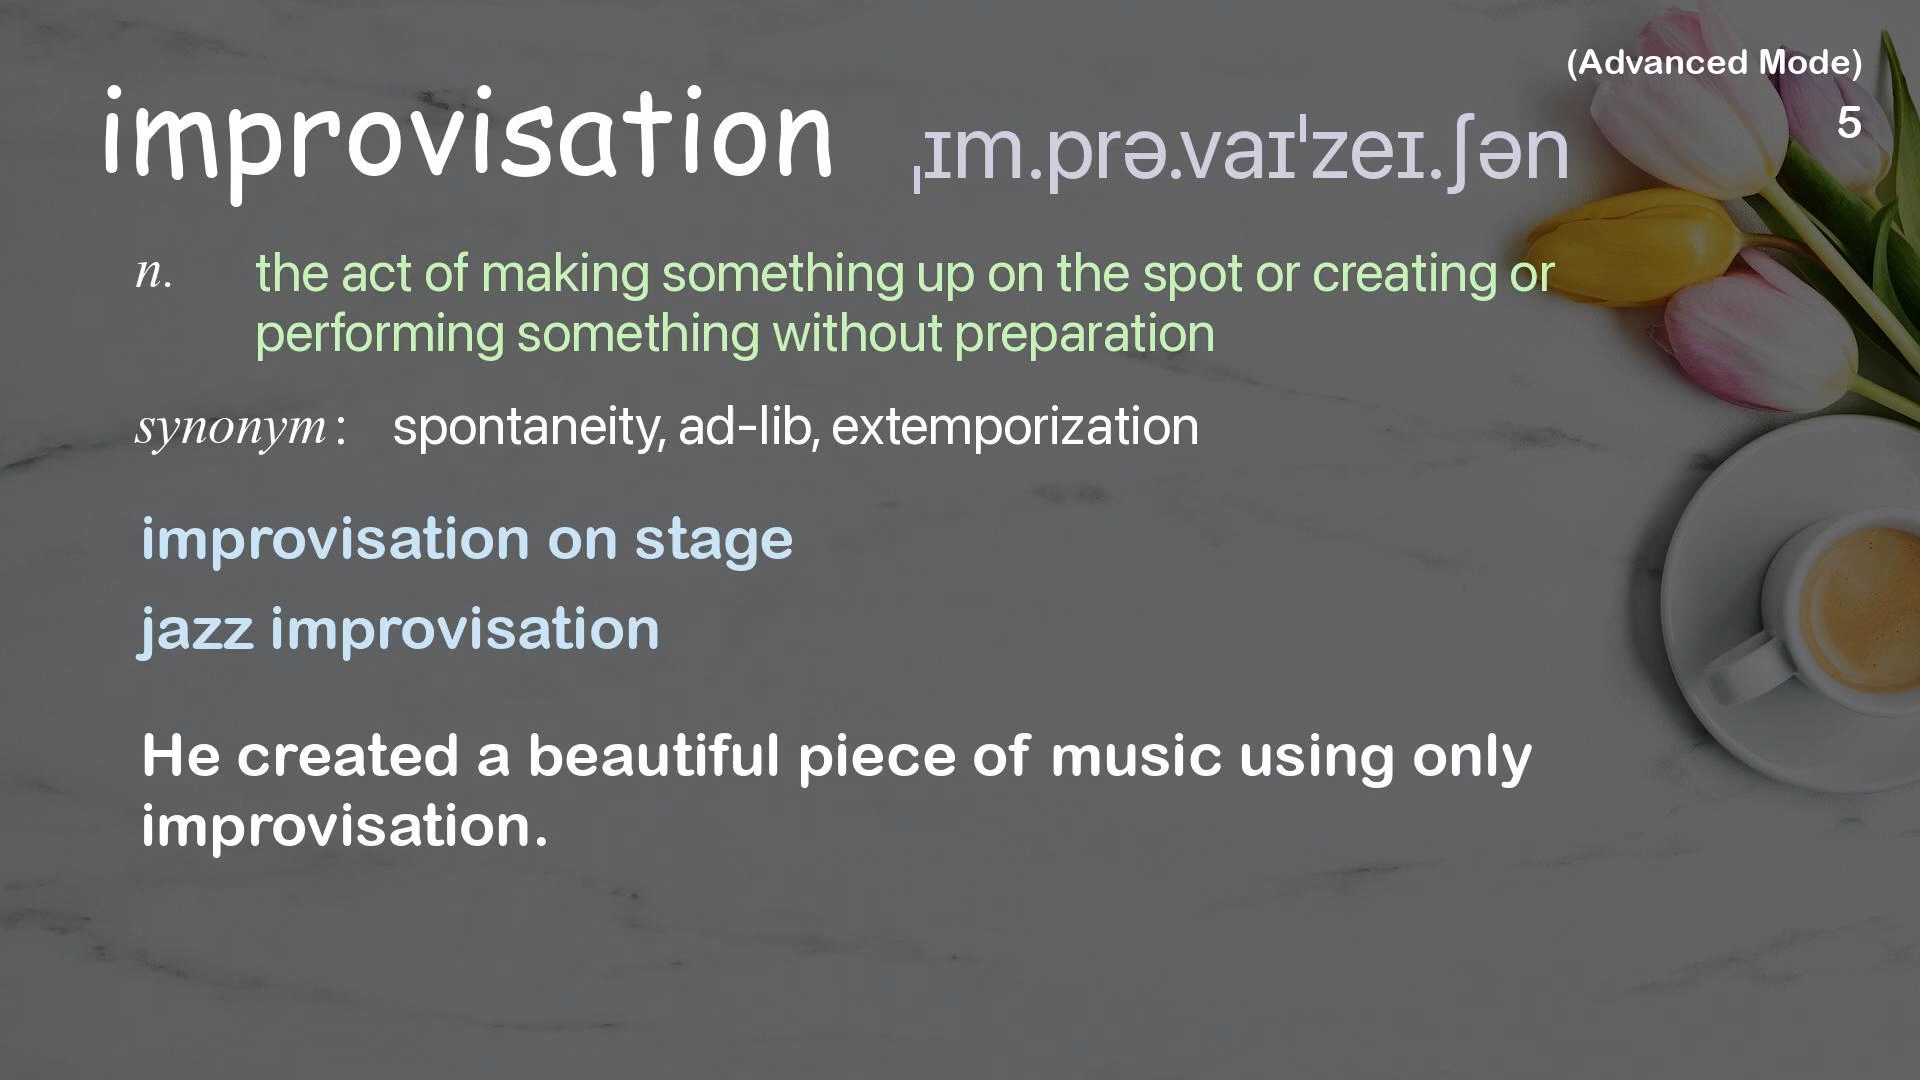 (Advanced Mode)
improvisation ˌɪm.prə.vaɪˈzeɪ.ʃən
5
n. the act of making something up on the spot or creating or
performing something without preparation
synonym: spontaneity, ad-lib, extemporization
improvisation on stage
jazz improvisation
He created a beautiful piece of music using only
improvisation.